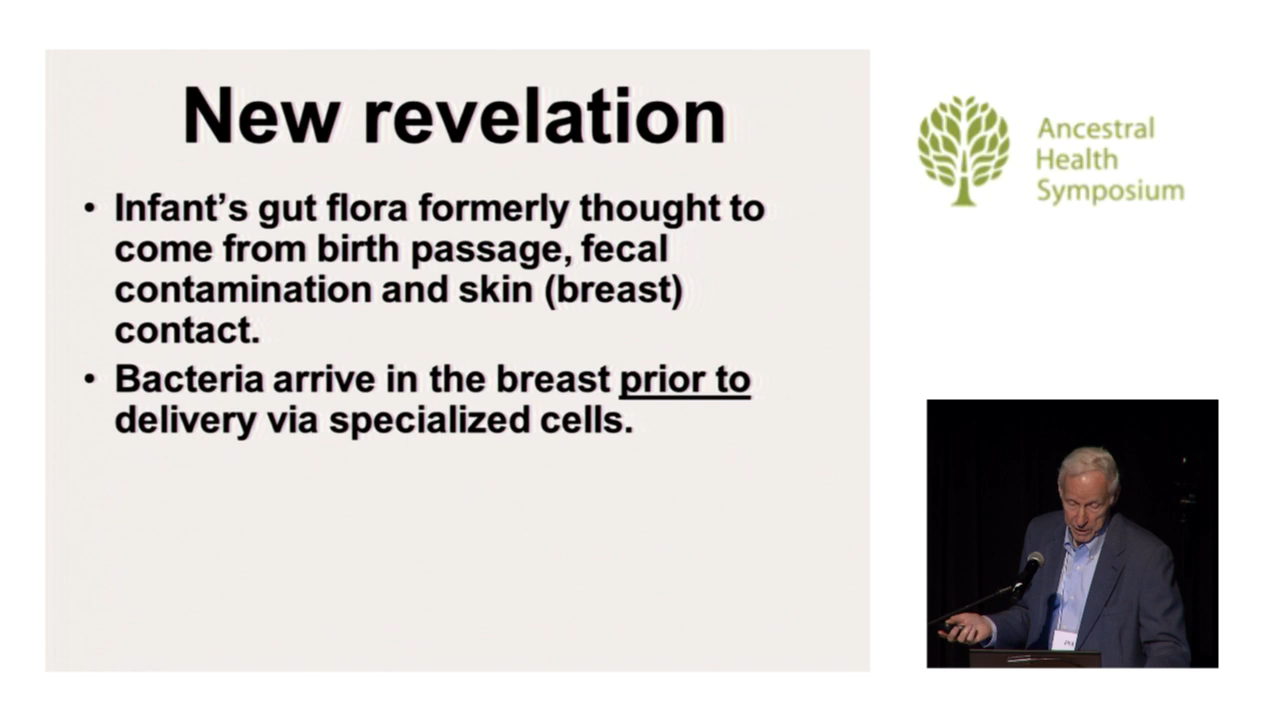 New revelation
• Infant’s gut flora formerly thought to
come from birth passage, fecal
contamination and skin (breast)
contact.
• Bacteria arrive in the breast prior to
delivery via specialized cells.
Ancestral
Health
Symposium